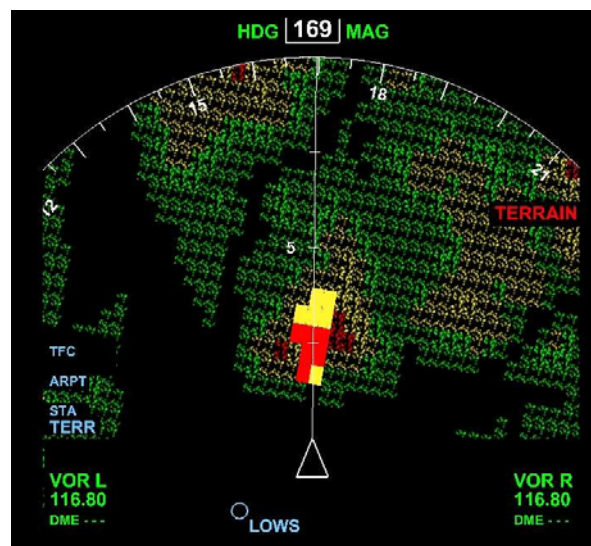 HDG 169 MAG
15
18
21
12
TERRAIN
5
TFC
ARPT
STA
TERR
VOR L
116.80
DME ---
VOR R
116.80
DME ---
LOWS